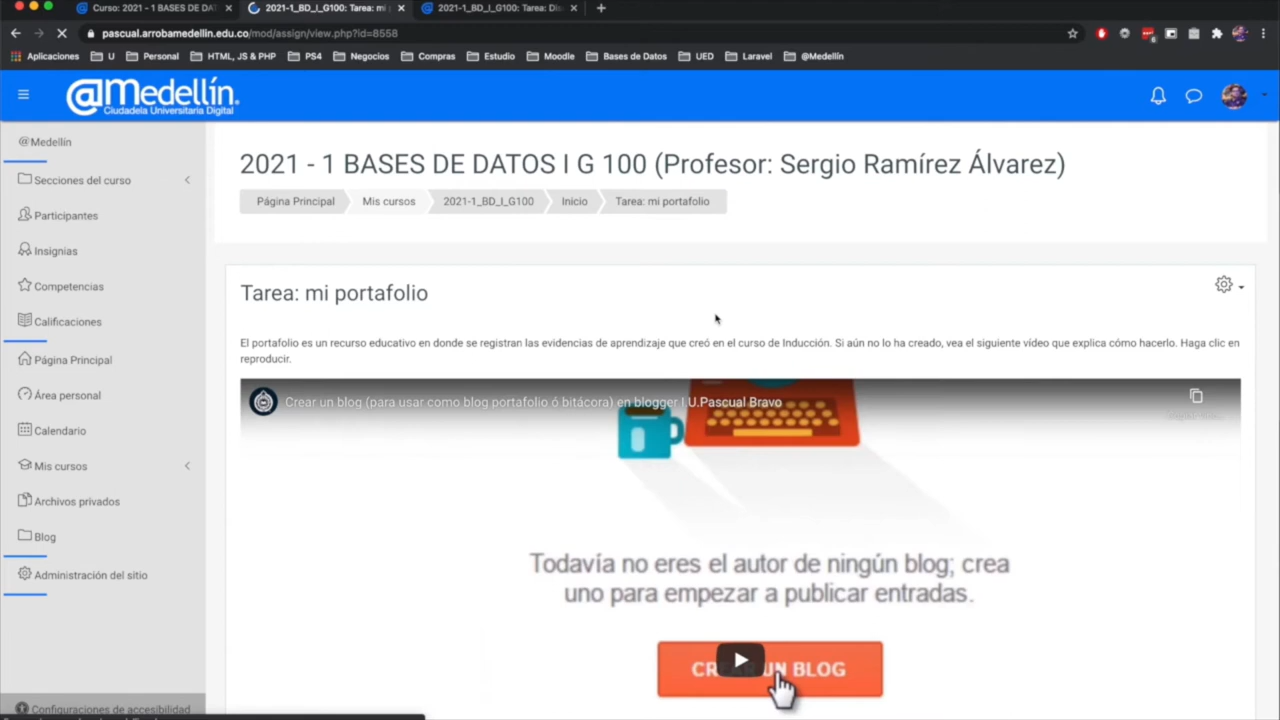 Curso: 2021 - 1 BASES DE DAT
2021-1_BD_I_G100: Tarea: mi
2021-1_BD_I_G100: Tarea: Di
pascual.arrobamedellin.edu.co/mod/assign/view.php?id=8558
Aplicaciones U Personal HTML, JS & PHP PS4 Negocios Compras Estudio Moodle Bases de Datos UED Laravel @Medellín
@Medellín
Ciudadela Universitaria Digital
@Medellín
Secciones del curso
Participantes
Insignias
Competencias
Calificaciones
Página Principal
Área personal
Calendario
Mis cursos
Archivos privados
Blog
Administración del sitio
Configuraciones de accesibilidad
2021 - 1 BASES DE DATOS I G 100 (Profesor: Sergio Ramírez Álvarez)
Página Principal Mis cursos 2021-1_BD_I_G100 Inicio Tarea: mi portafolio
Tarea: mi portafolio
El portafolio es un recurso educativo en donde se registran las evidencias de aprendizaje que creó en el curso de Inducción. Si aún no lo ha creado, vea el siguiente vídeo que explica cómo hacerlo. Haga clic en
reproducir.
Crear un blog (para usar como blog portafolio ó bitácora) en blogger | U.Pascual Bravo
Todavía no eres el autor de ningún blog; crea
uno para empezar a publicar entradas.
CREAR UN BLOG